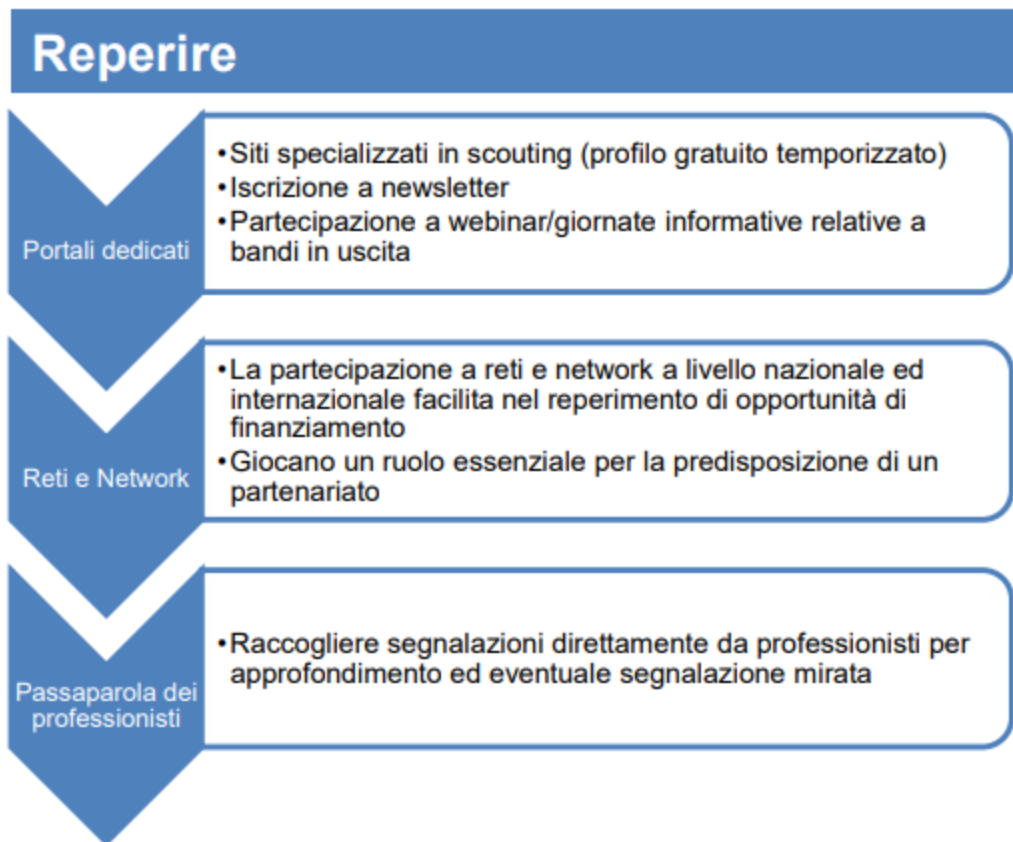 Reperire
Portali dedicati
•Siti specializzati in scouting (profilo gratuito temporizzato)
•Iscrizione a newsletter
•Partecipazione a webinar/giornate informative relative a
bandi in uscita
Reti e Network
•La partecipazione a reti e network a livello nazionale ed
internazionale facilita nel reperimento di opportunità di
finanziamento
•Giocano un ruolo essenziale per la predisposizione di un
partenariato
Passaparola dei
professionisti
•Raccogliere segnalazioni direttamente da professionisti per
approfondimento ed eventuale segnalazione mirata